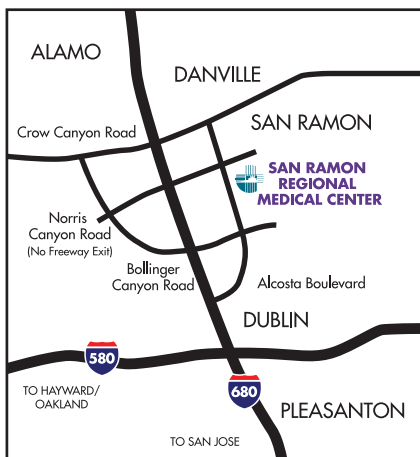 ALAMO
DANVILLE
Crow Canyon Road
SAN RAMON
SAN RAMON
REGIONAL
MEDICAL CENTER
Norris
Canyon Road
(No Freeway Exit)
Bollinger
Canyon Road
Alcosta Boulevard
DUBLIN
580
TO HAYWARD/
OAKLAND
680
PLEASANTON
TO SAN JOSE